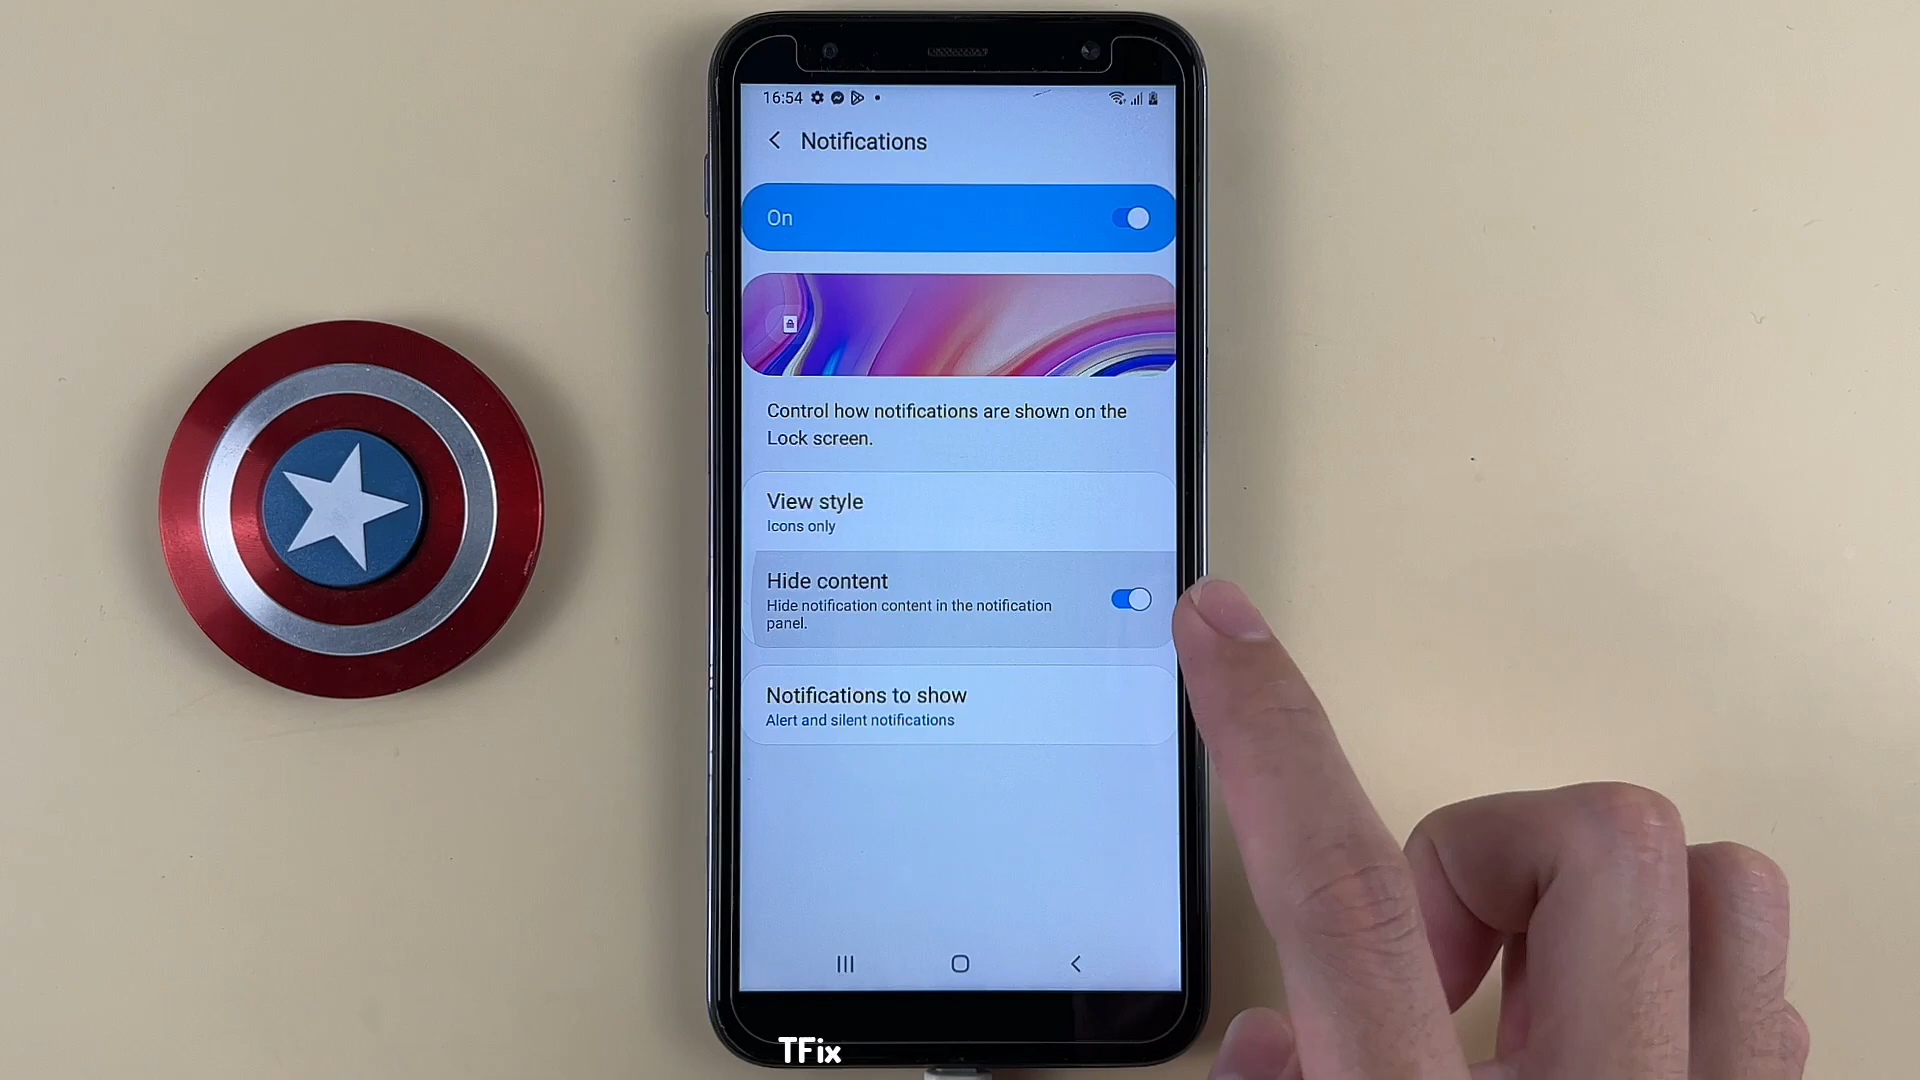 16:54
Notifications
On
Control how notifications are shown on the
Lock screen.
View style
Icons only
Hide content
Hide notification content in the notification
panel.
Notifications to show
Alert and silent notifications
TFix